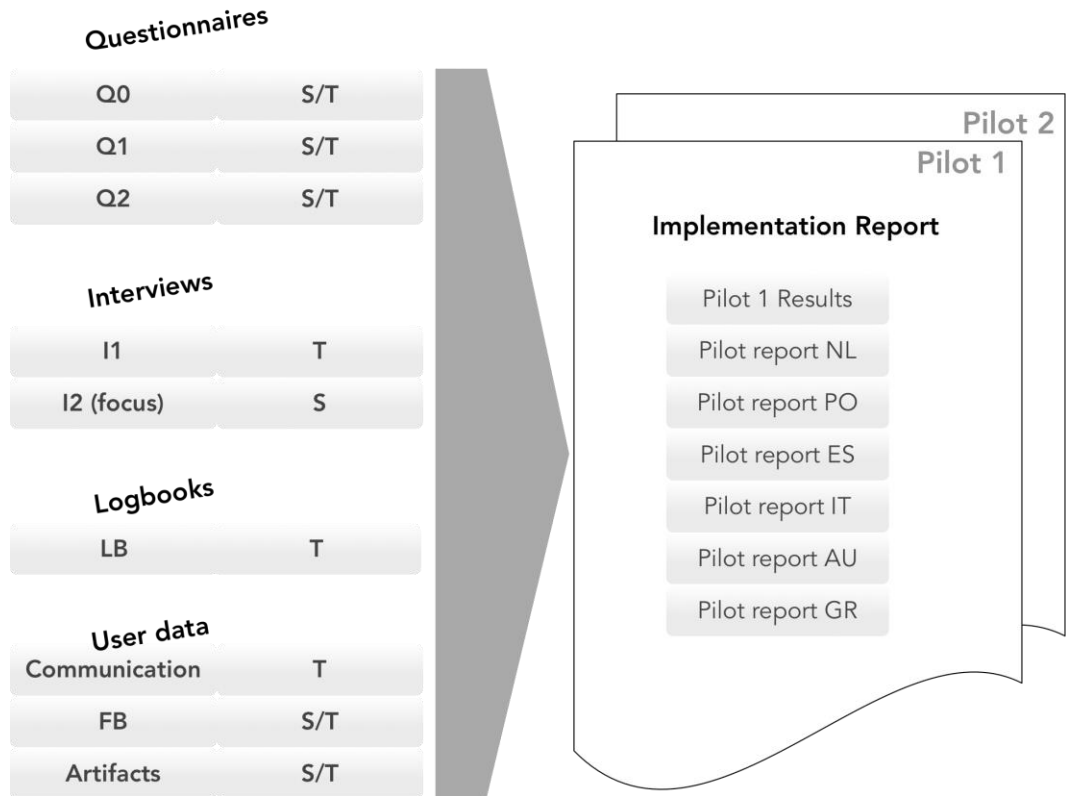 Questionnaires
Q0 S/T
Q1 S/T
Q2 S/T
Interviews
I1 T
I2 (focus) S
Logbooks
LB T
User data
Communication T
FB S/T
Artifacts S/T
Pilot 2
Pilot 1
Implementation Report
Pilot 1 Results
Pilot report NL
Pilot report PO
Pilot report ES
Pilot report IT
Pilot report AU
Pilot report GR